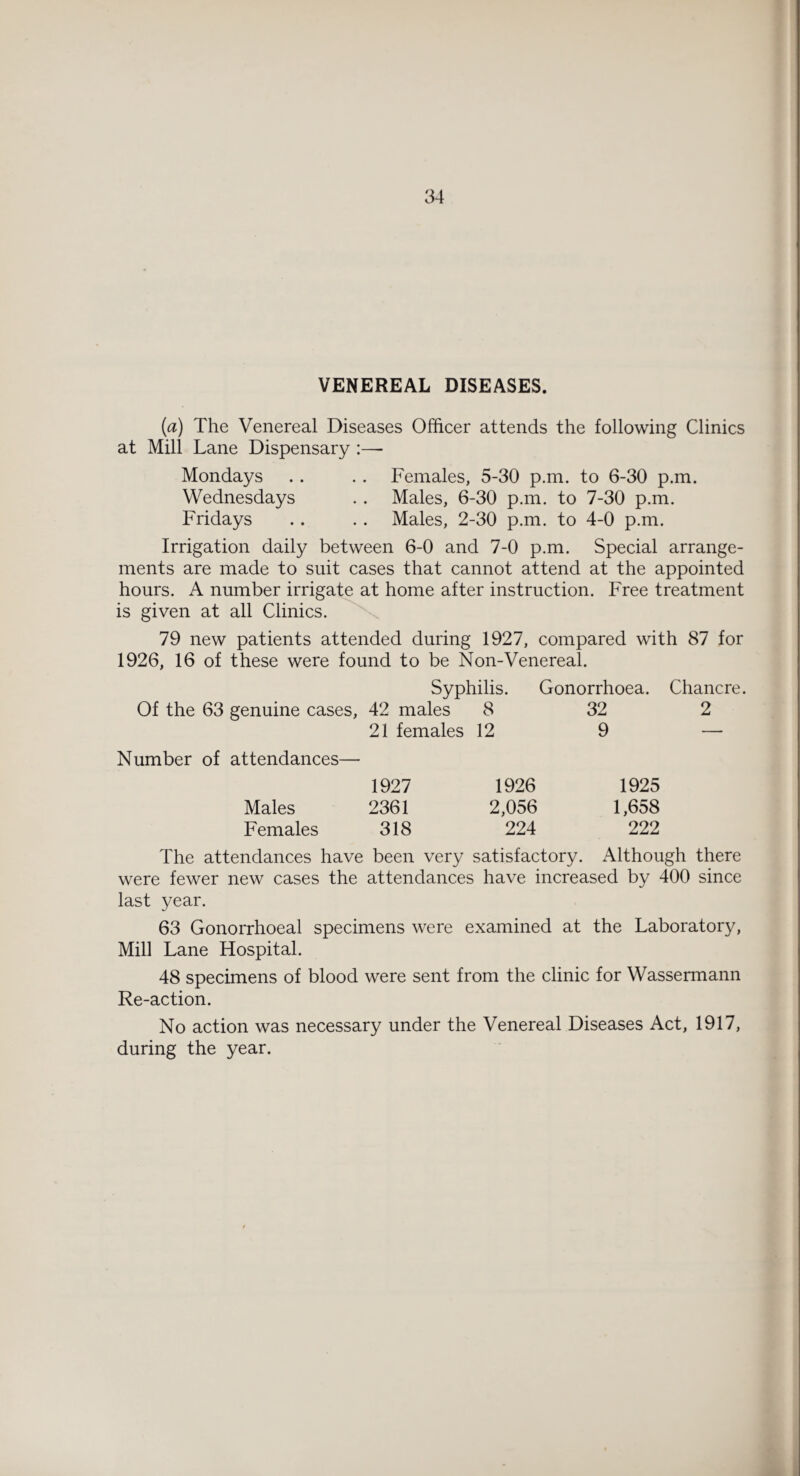 34
VENEREAL DISEASES.
(a) The Venereal Diseases Officer attends the following Clinics
at Mill Lane Dispensary :—
Mondays . . . . Females, 5-30 p.m. to 6-30 p.m.
Wednesdays . . Males, 6-30 p.m. to 7-30 p.m.
Fridays . . . . Males, 2-30 p.m. to 4-0 p.m.
Irrigation daily between 6-0 and 7-0 p.m. Special arrange-
ments are made to suit cases that cannot attend at the appointed
hours. A number irrigate at home after instruction. Free treatment
is given at all Clinics.
79 new patients attended during 1927, compared with 87 for
1926, 16 of these were found to be Non-Venereal.
Syphilis. Gonorrhoea. Chancre.
Of the 63 genuine cases, 42 males 8 32 2
21 females 12 9 —
Number of attendances—
1927 1926 1925
Males 2361 2,056 1,658
Females 318 224 222
The attendances have been very satisfactory. Although there
were fewer new cases the attendances have increased by 400 since
last year.
63 Gonorrhoeal specimens were examined at the Laboratory,
Mill Lane Hospital.
48 specimens of blood were sent from the clinic for Wassermann
Re-action.
No action was necessary under the Venereal Diseases Act, 1917,
during the year.